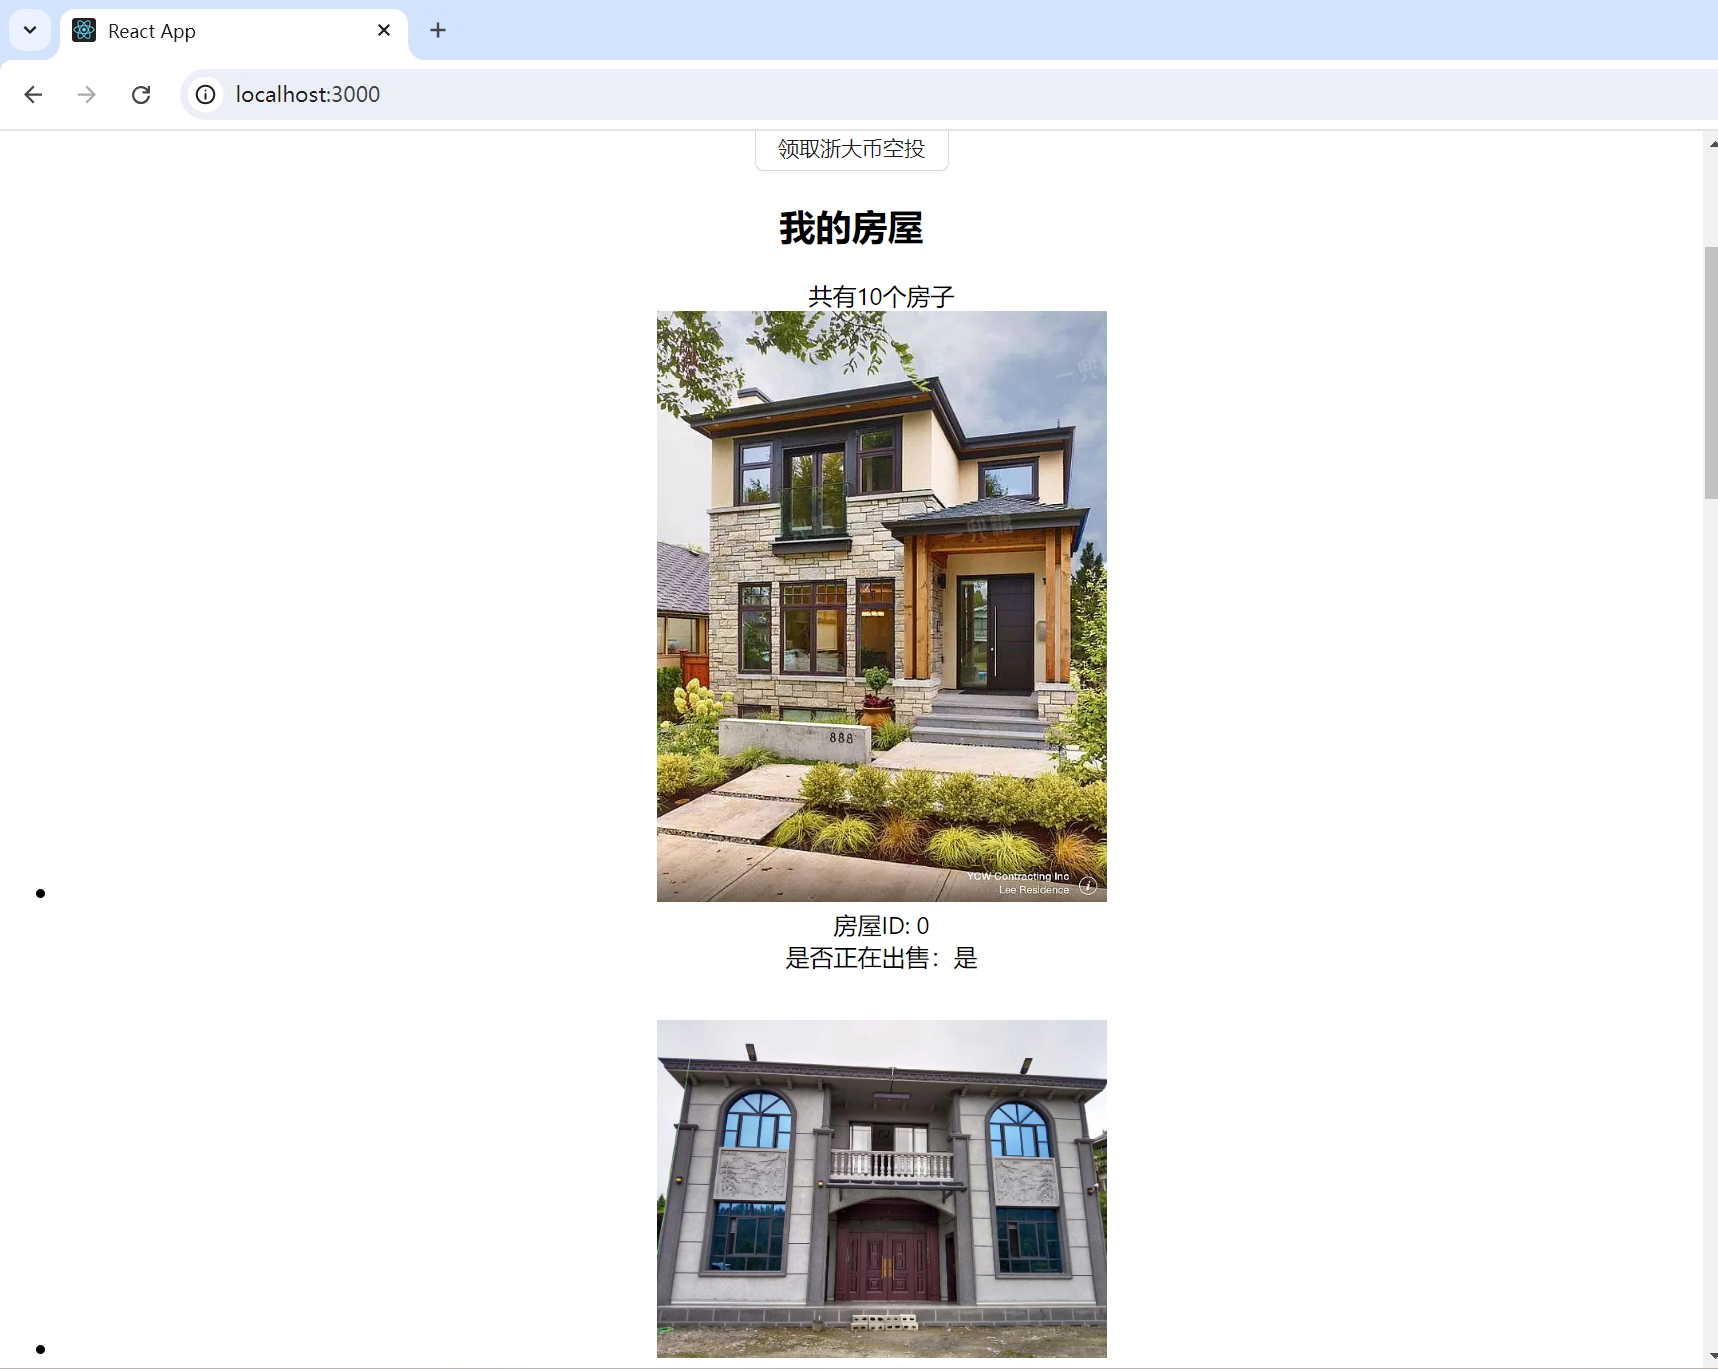 React App
localhost:3000
领取浙大币空投
我的房屋
共有10个房子
888
YCW Contracting Inc
Lee Residence
房屋ID: 0
是否正在出售：是